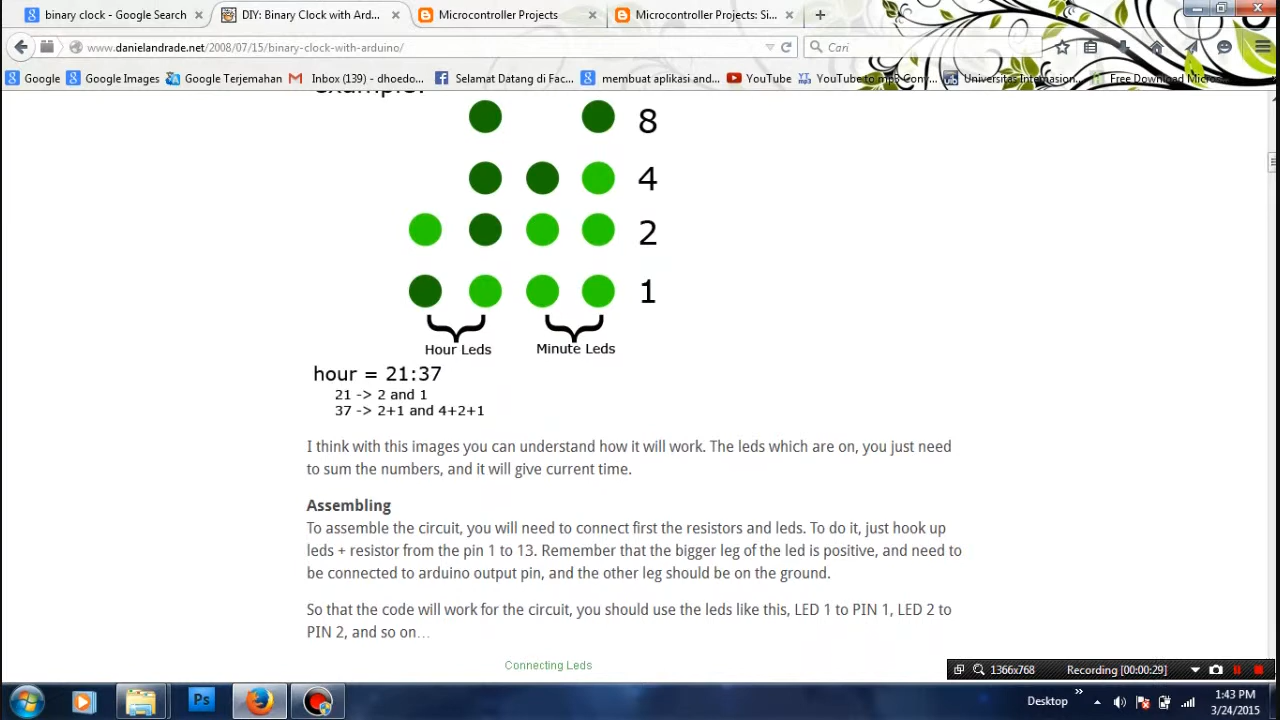 binary clock - Google Search
DIY: Binary Clock with Ard...
Microcontroller Projects
Microcontroller Projects: Si...
www.danielandrade.net/2008/07/15/binary-clock-with-arduino/
Cari
Google
Google Images
Google Terjemahan
Inbox (139) - dhoedo...
Selamat Datang di Fac...
membuat aplikasi and...
YouTube
YouTube to mp3 Conv...
Universitas Internasion...
Free Download Micros...
example:
8
4
2
1
Hour Leds
Minute Leds
hour = 21:37
21 -> 2 and 1
37 -> 2+1 and 4+2+1
I think with this images you can understand how it will work. The leds which are on, you just need
to sum the numbers, and it will give current time.
Assembling
To assemble the circuit, you will need to connect first the resistors and leds. To do it, just hook up
leds + resistor from the pin 1 to 13. Remember that the bigger leg of the led is positive, and need to
be connected to arduino output pin, and the other leg should be on the ground.
So that the code will work for the circuit, you should use the leds like this, LED 1 to PIN 1, LED 2 to
PIN 2, and so on…
Connecting Leds
1366x768
Recording [00:00:29]
Ps
Desktop
1:43 PM
3/24/2015